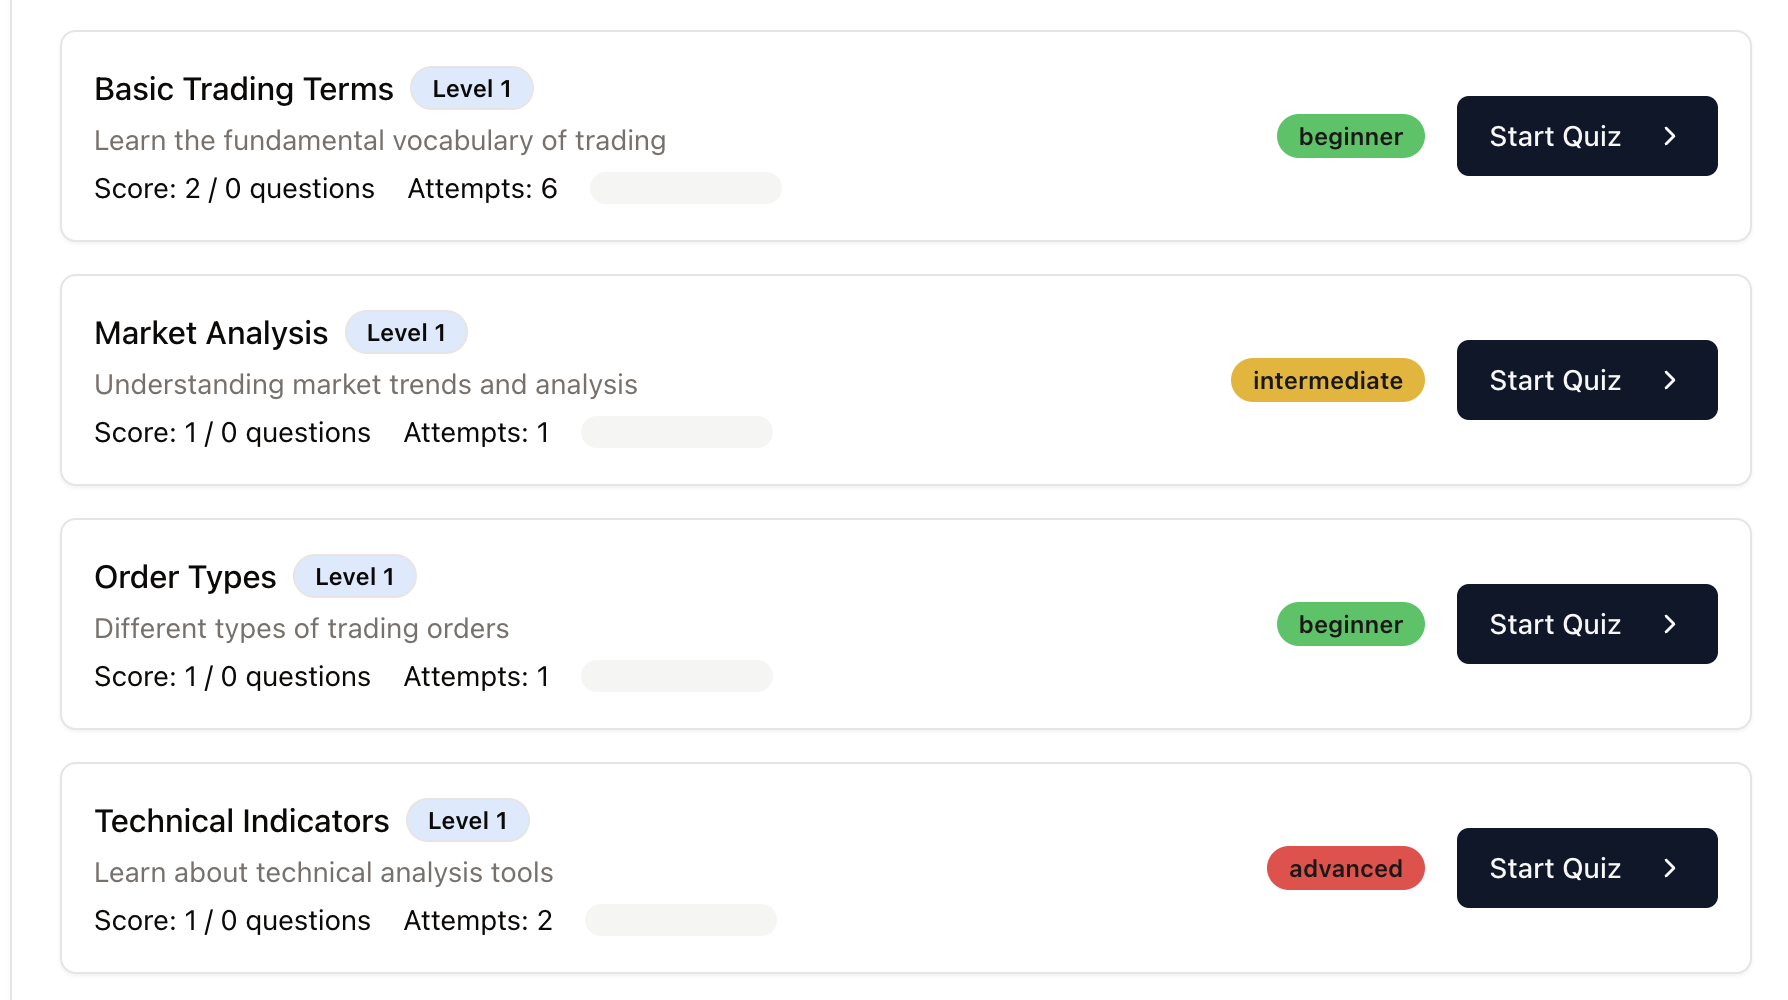 Basic Trading Terms Level 1
Learn the fundamental vocabulary of trading
Score: 2 / 0 questions Attempts: 6
beginner
Start Quiz
Market Analysis Level 1
Understanding market trends and analysis
Score: 1 / 0 questions Attempts: 1
intermediate
Start Quiz
Order Types Level 1
Different types of trading orders
Score: 1 / 0 questions Attempts: 1
beginner
Start Quiz
Technical Indicators Level 1
Learn about technical analysis tools
Score: 1 / 0 questions Attempts: 2
advanced
Start Quiz